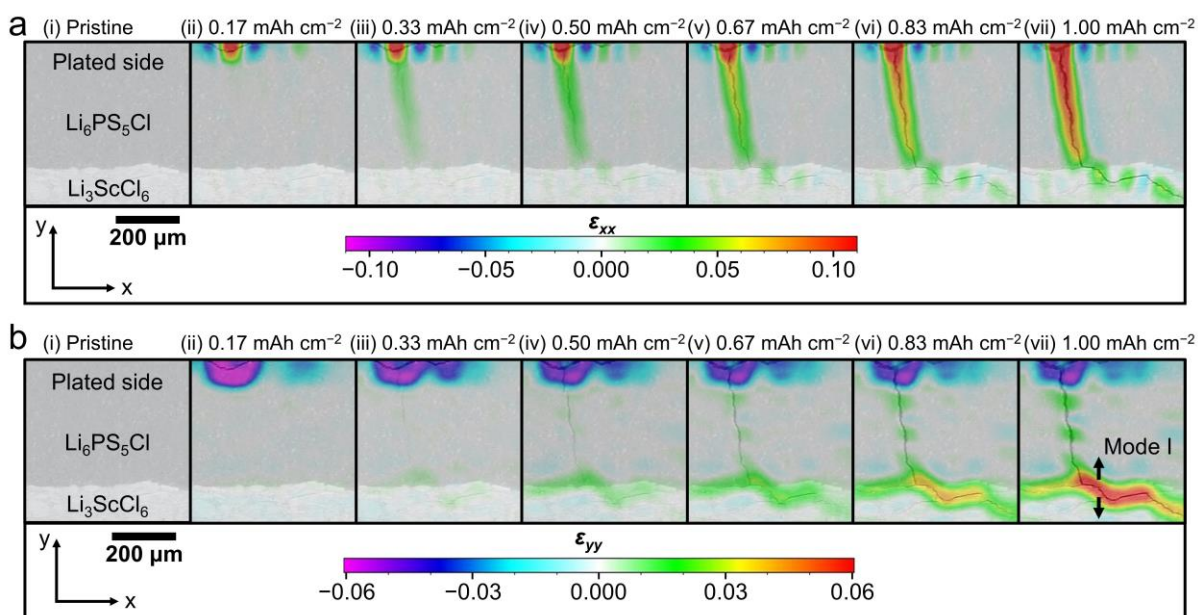 a
(i) Pristine (ii) 0.17 mAh cm⁻² (iii) 0.33 mAh cm⁻² (iv) 0.50 mAh cm⁻² (v) 0.67 mAh cm⁻² (vi) 0.83 mAh cm⁻² (vii) 1.00 mAh cm⁻²
Plated side
Li₆PS₅Cl
Li₃ScCl₆
y
x
200 μm
εxx
−0.10 −0.05 0.000 0.05 0.10
b
(i) Pristine (ii) 0.17 mAh cm⁻² (iii) 0.33 mAh cm⁻² (iv) 0.50 mAh cm⁻² (v) 0.67 mAh cm⁻² (vi) 0.83 mAh cm⁻² (vii) 1.00 mAh cm⁻²
Plated side
Li₆PS₅Cl
Mode I
Li₃ScCl₆
y
x
200 μm
εyy
−0.06 −0.03 0.000 0.03 0.06